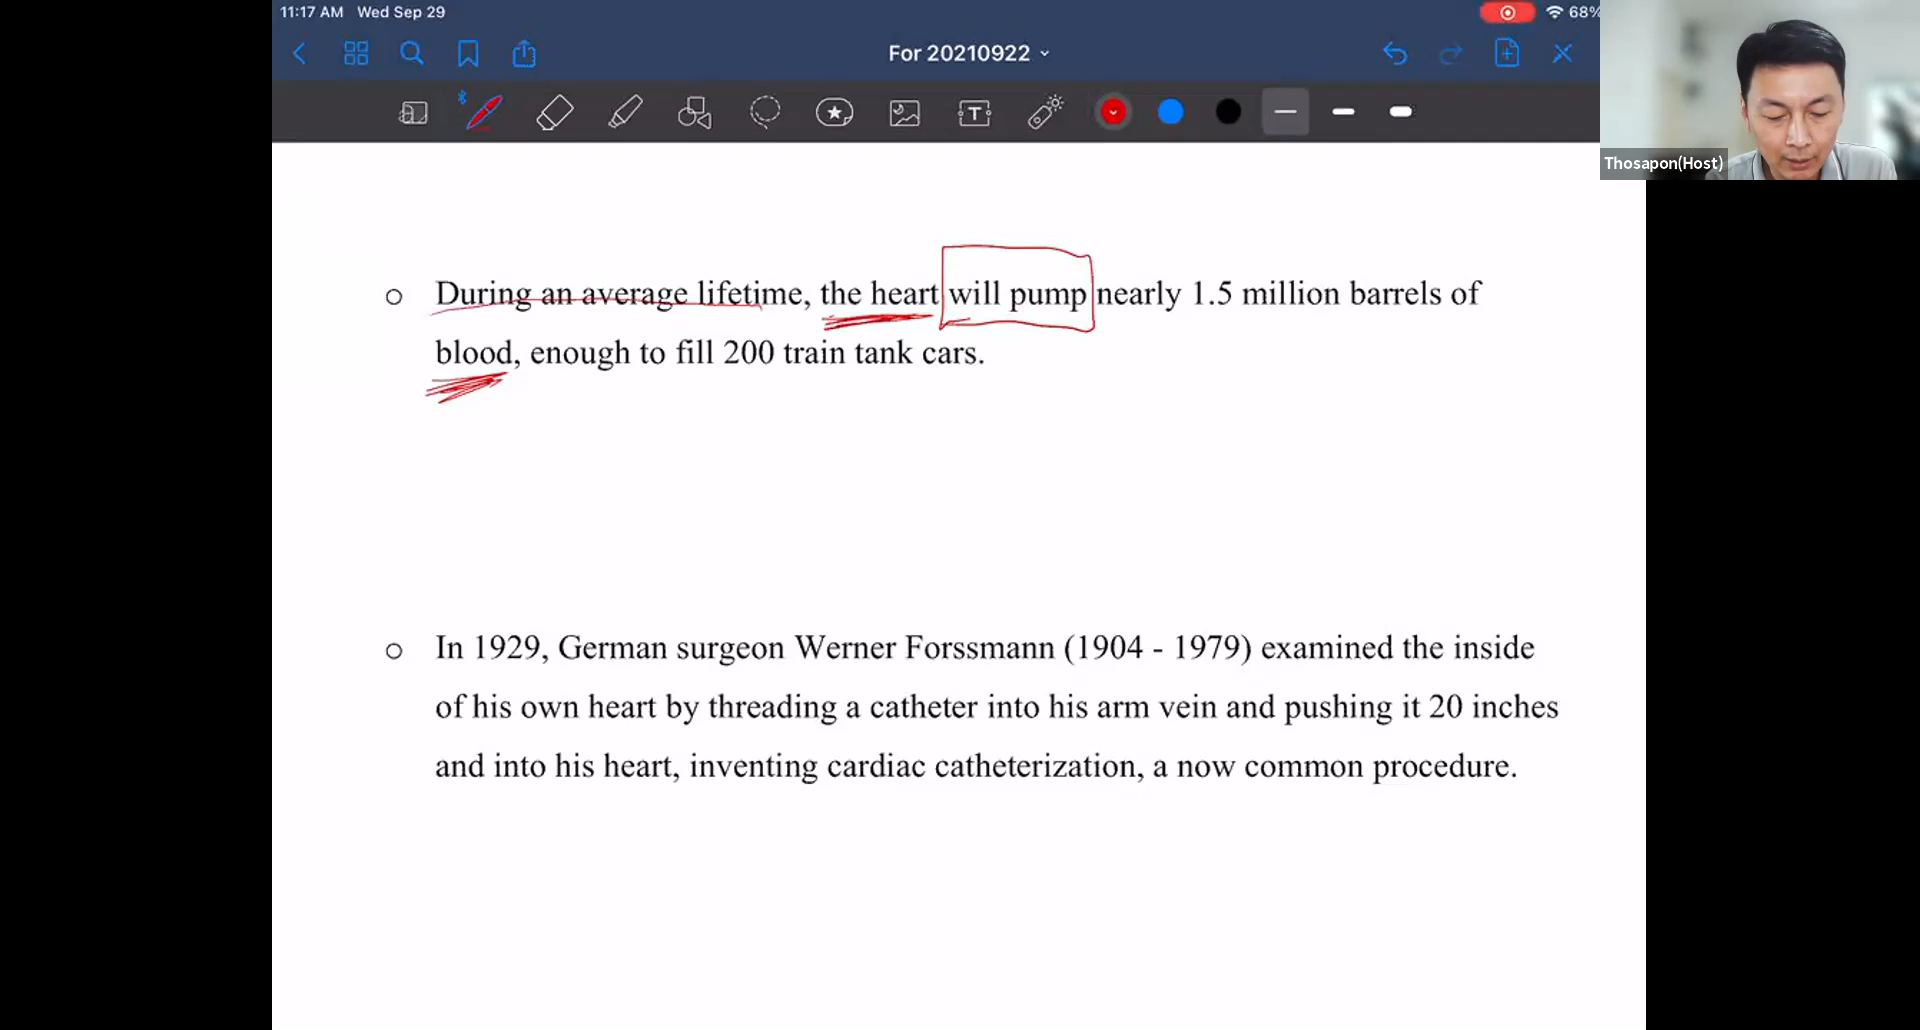 11:17 AM Wed Sep 29
68%
For 20210922
T
Thosapon(Host)
During an average lifetime, the heart will pump nearly 1.5 million barrels of
blood, enough to fill 200 train tank cars.
In 1929, German surgeon Werner Forssmann (1904 - 1979) examined the inside
of his own heart by threading a catheter into his arm vein and pushing it 20 inches
and into his heart, inventing cardiac catheterization, a now common procedure.